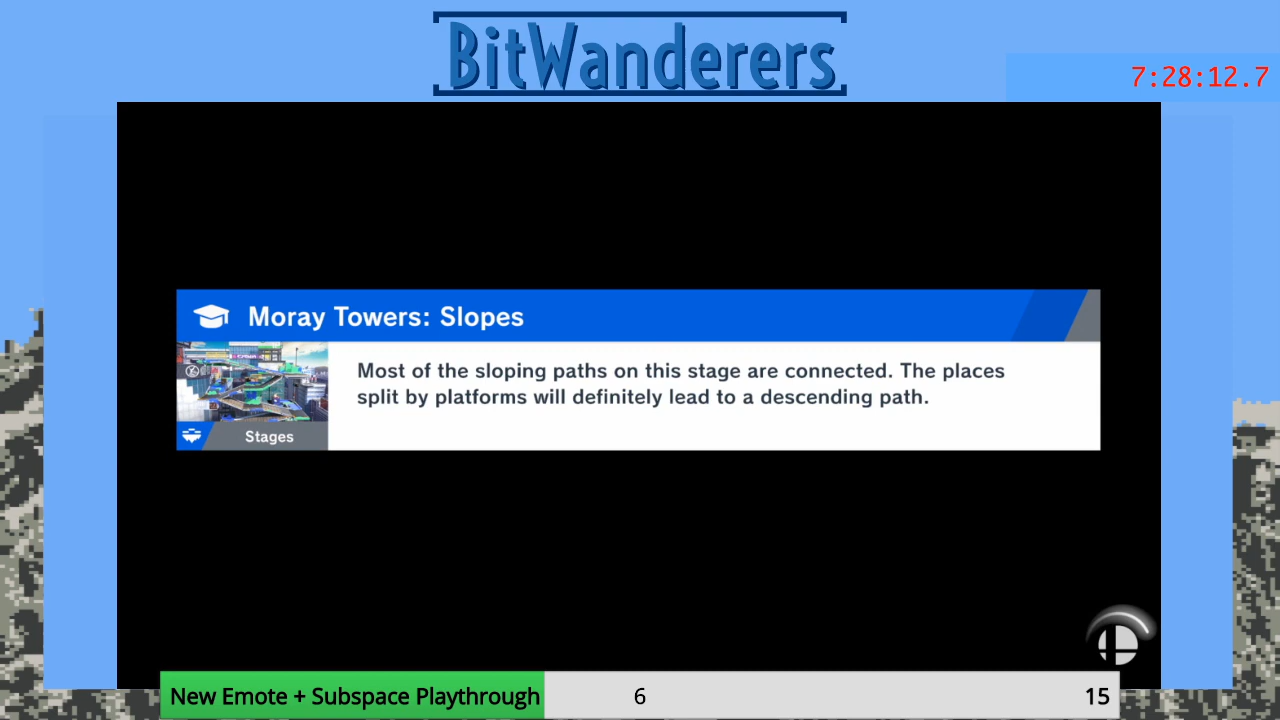 BitWanderers
7:28:12.7
Moray Towers: Slopes
Most of the sloping paths on this stage are connected. The places
split by platforms will definitely lead to a descending path.
Stages
New Emote + Subspace Playthrough
6
15